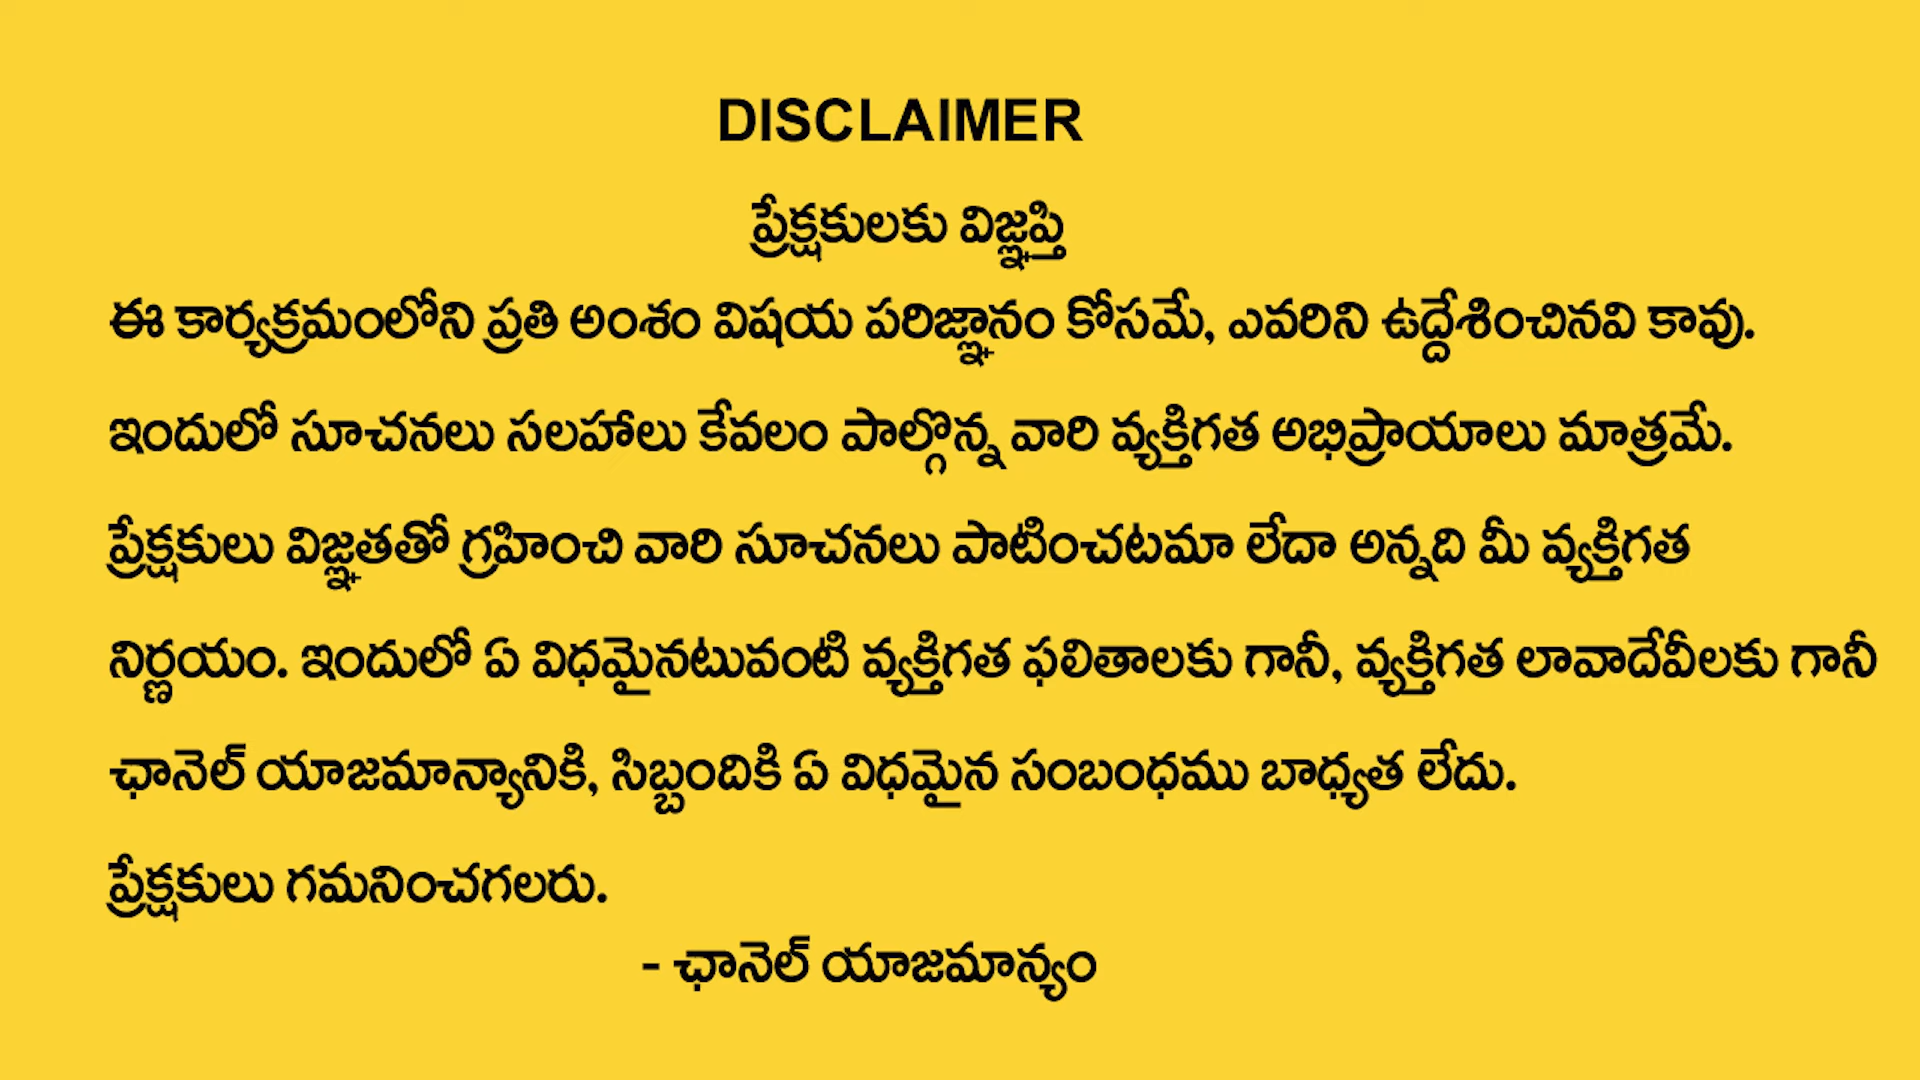 DISCLAIMER
ప్రేక్షకులకు విజ్ఞప్తి
ఈ కార్యక్రమంలోని ప్రతి అంశం విషయ పరిజ్ఞానం కోసమే, ఎవరిని ఉద్దేశించినవి కావు.
ఇందులో సూచనలు సలహాలు కేవలం పాల్గొన్న వారి వ్యక్తిగత అభిప్రాయాలు మాత్రమే.
ప్రేక్షకులు విజ్ఞతతో గ్రహించి వారి సూచనలు పాటించటమా లేదా అన్నది మీ వ్యక్తిగత
నిర్ణయం. ఇందులో ఏ విధమైనటువంటి వ్యక్తిగత ఫలితాలకు గానీ, వ్యక్తిగత లావాదేవీలకు గానీ
ఛానెల్ యాజమాన్యానికి, సిబ్బందికి ఏ విధమైన సంబంధము బాధ్యత లేదు.
ప్రేక్షకులు గమనించగలరు.
- ఛానెల్ యాజమాన్యం